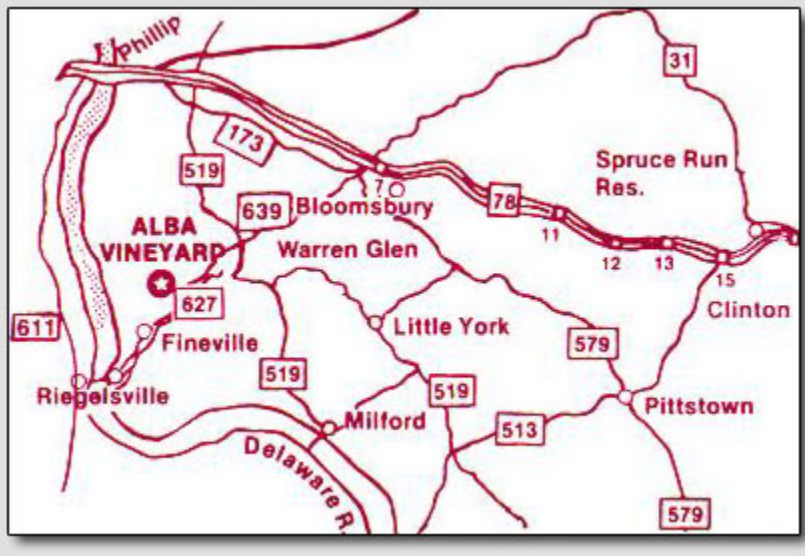 Phillip
31
173
519
Spruce Run
Res.
7
78
639
Bloomsbury
ALBA
VINEYARD
11
Warren Glen
12
13
15
627
Clinton
611
Little York
Fineville
579
519
519
Riegelsville
Pittstown
Milford
513
Delaware R.
579